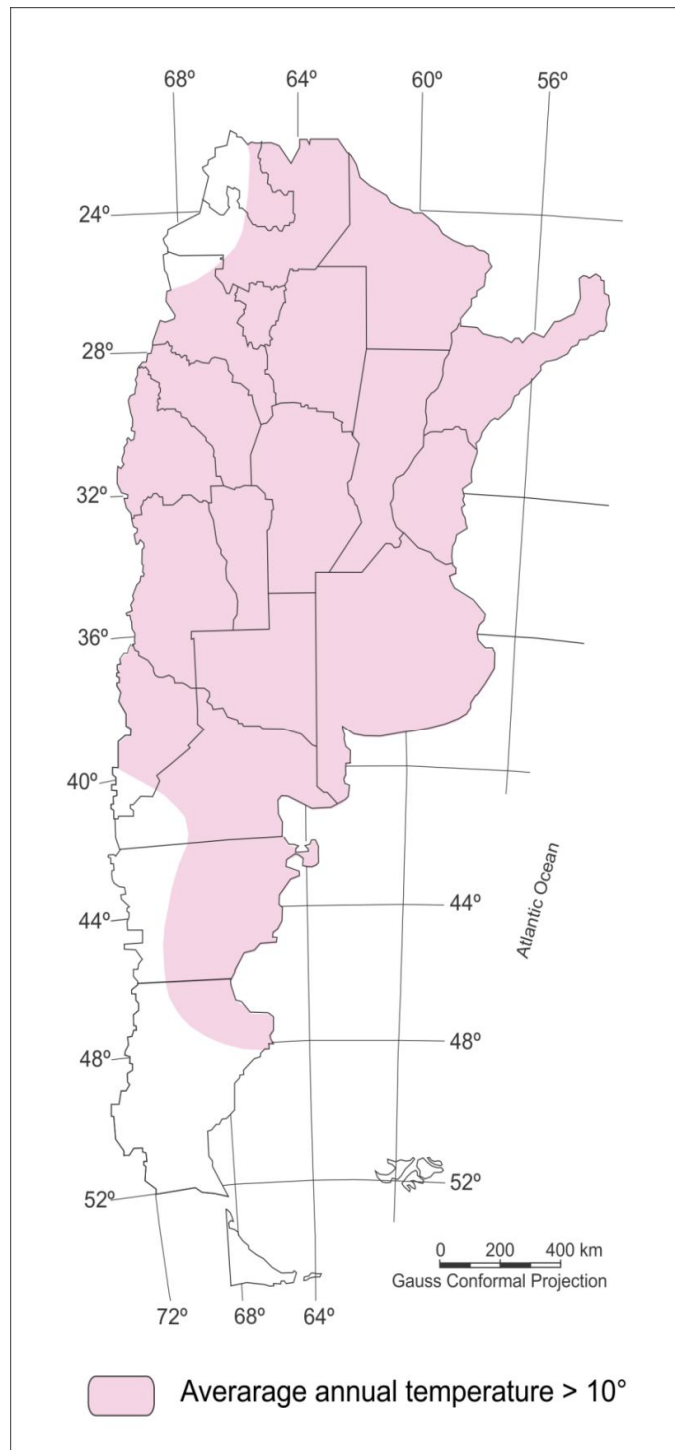 68º 64º 60º 56º
24º
28º
32º
36º
40º
Atlantic Ocean
44º 44º
48º 48º
52º 52º
0 200 400 km
Gauss Conformal Projection
72º 68º 64º
Averarage annual temperature > 10°